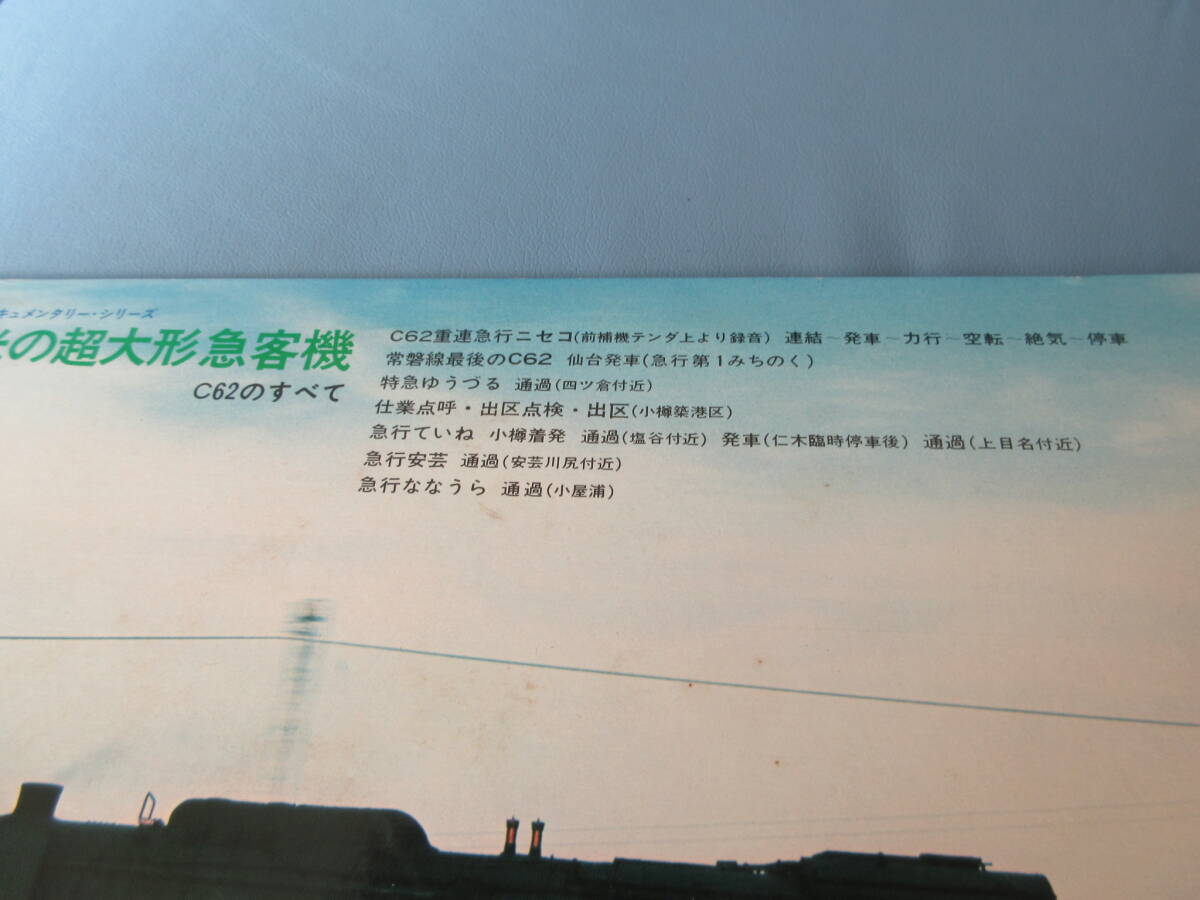 キュメンタリー・シリーズ
の超大形急客機
C62のすべて
C62重連急行ニセコ(前補機テンダ上より録音) 連結～発車～力行～空転～絶気～停車
常磐線最後のC62 仙台発車(急行第1みちのく)
特急ゆうづる 通過(四ツ倉付近)
仕業点呼・出区点検・出区(小樽築港区)
急行ていね 小樽着発 通過(塩谷付近) 発車(仁木臨時停車後) 通過(上目名付近)
急行安芸 通過(安芸川尻付近)
急行ななうら 通過(小屋浦)